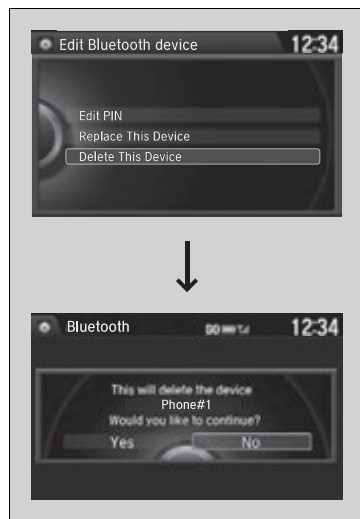 Edit Bluetooth device
12:34
Edit PIN
Replace This Device
Delete This Device
Bluetooth
12:34
This will delete the device
Phone#1
Would you like to continue?
Yes
No